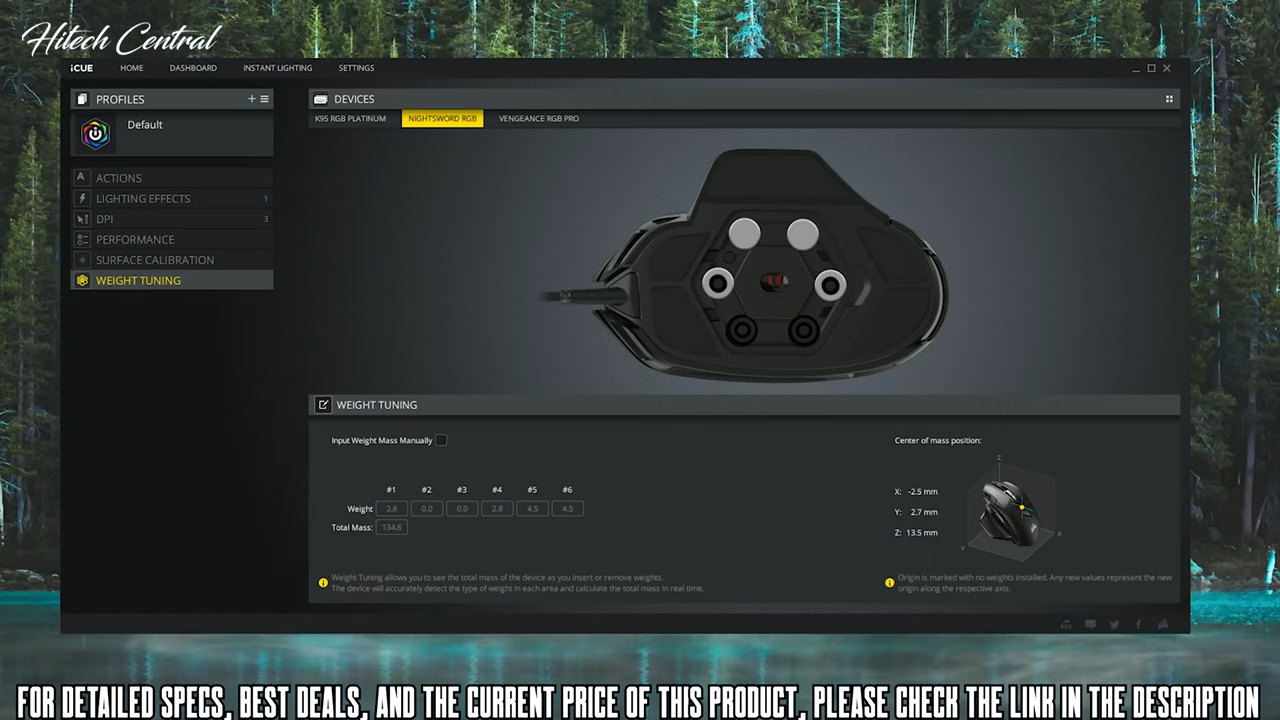 Hitech Central
iCUE HOME DASHBOARD INSTANT LIGHTING SETTINGS
PROFILES
Default
ACTIONS
LIGHTING EFFECTS 1
DPI 3
PERFORMANCE
SURFACE CALIBRATION
WEIGHT TUNING
DEVICES
K95 RGB PLATINUM NIGHTSWORD RGB VENGEANCE RGB PRO
WEIGHT TUNING
Input Weight Mass Manually
#1 #2 #3 #4 #5 #6
Weight 2.8 0.0 0.0 2.8 4.5 4.5
Total Mass: 134.6
Weight Tuning allows you to see the total mass of the device as you insert or remove weights.
The device will accurately detect the type of weight in each area and calculate the total mass in real time.
Center of mass position:
X: -2.5 mm
Y: 2.7 mm
Z: 13.5 mm
z
y
x
Origin is marked with no weights installed. Any new values represent the new
origin along the respective axis.
FOR DETAILED SPECS, BEST DEALS, AND THE CURRENT PRICE OF THIS PRODUCT, PLEASE CHECK THE LINK IN THE DESCRIPTION